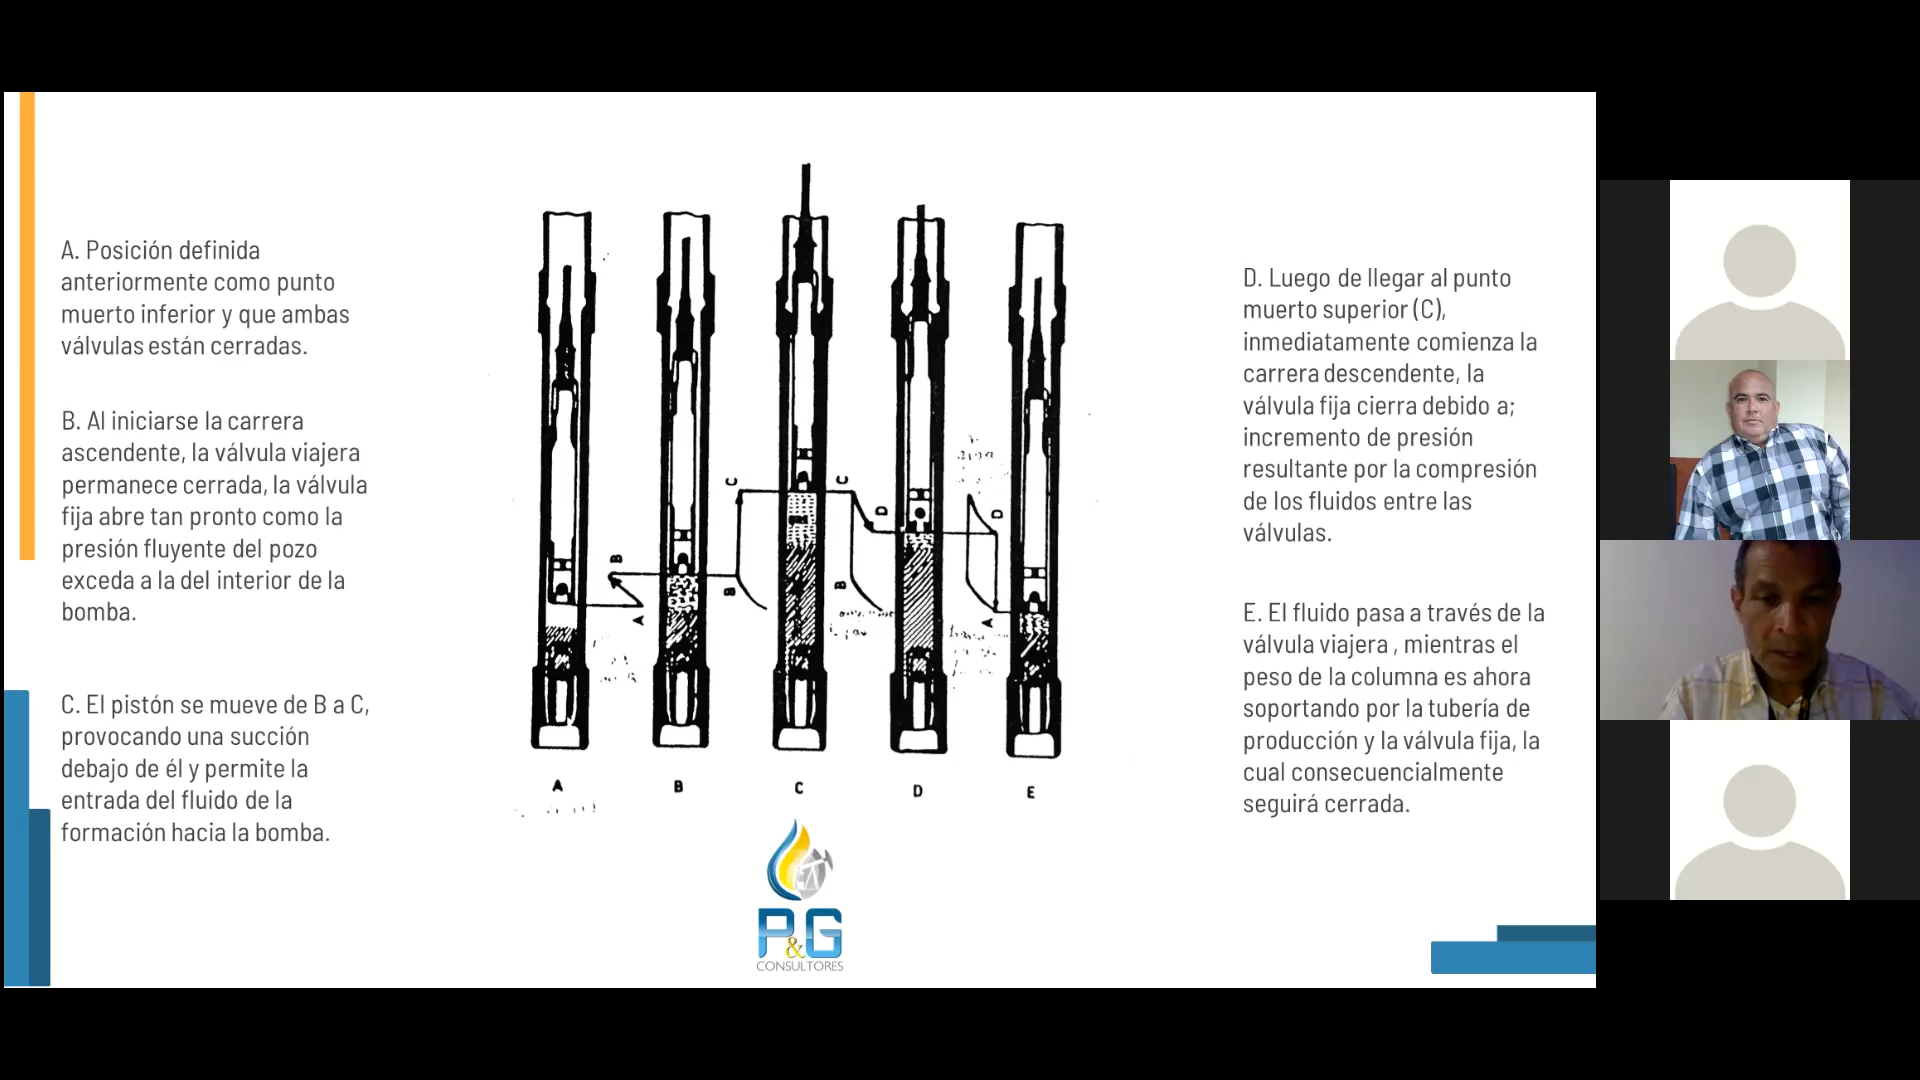 A. Posición definida
anteriormente como punto
muerto inferior y que ambas
válvulas están cerradas.
B. Al iniciarse la carrera
ascendente, la válvula viajera
permanece cerrada, la válvula
fija abre tan pronto como la
presión fluyente del pozo
exceda a la del interior de la
bomba.
C. El pistón se mueve de B a C,
provocando una succión
debajo de él y permite la
entrada del fluido de la
formación hacia la bomba.
B
A
C
B
C
B
D
D
A
A
B
C
D
E
P&G
CONSULTORES
D. Luego de llegar al punto
muerto superior (C),
inmediatamente comienza la
carrera descendente, la
válvula fija cierra debido a;
incremento de presión
resultante por la compresión
de los fluidos entre las
válvulas.
E. El fluido pasa a través de la
válvula viajera , mientras el
peso de la columna es ahora
soportando por la tubería de
producción y la válvula fija, la
cual consecuencialmente
seguirá cerrada.